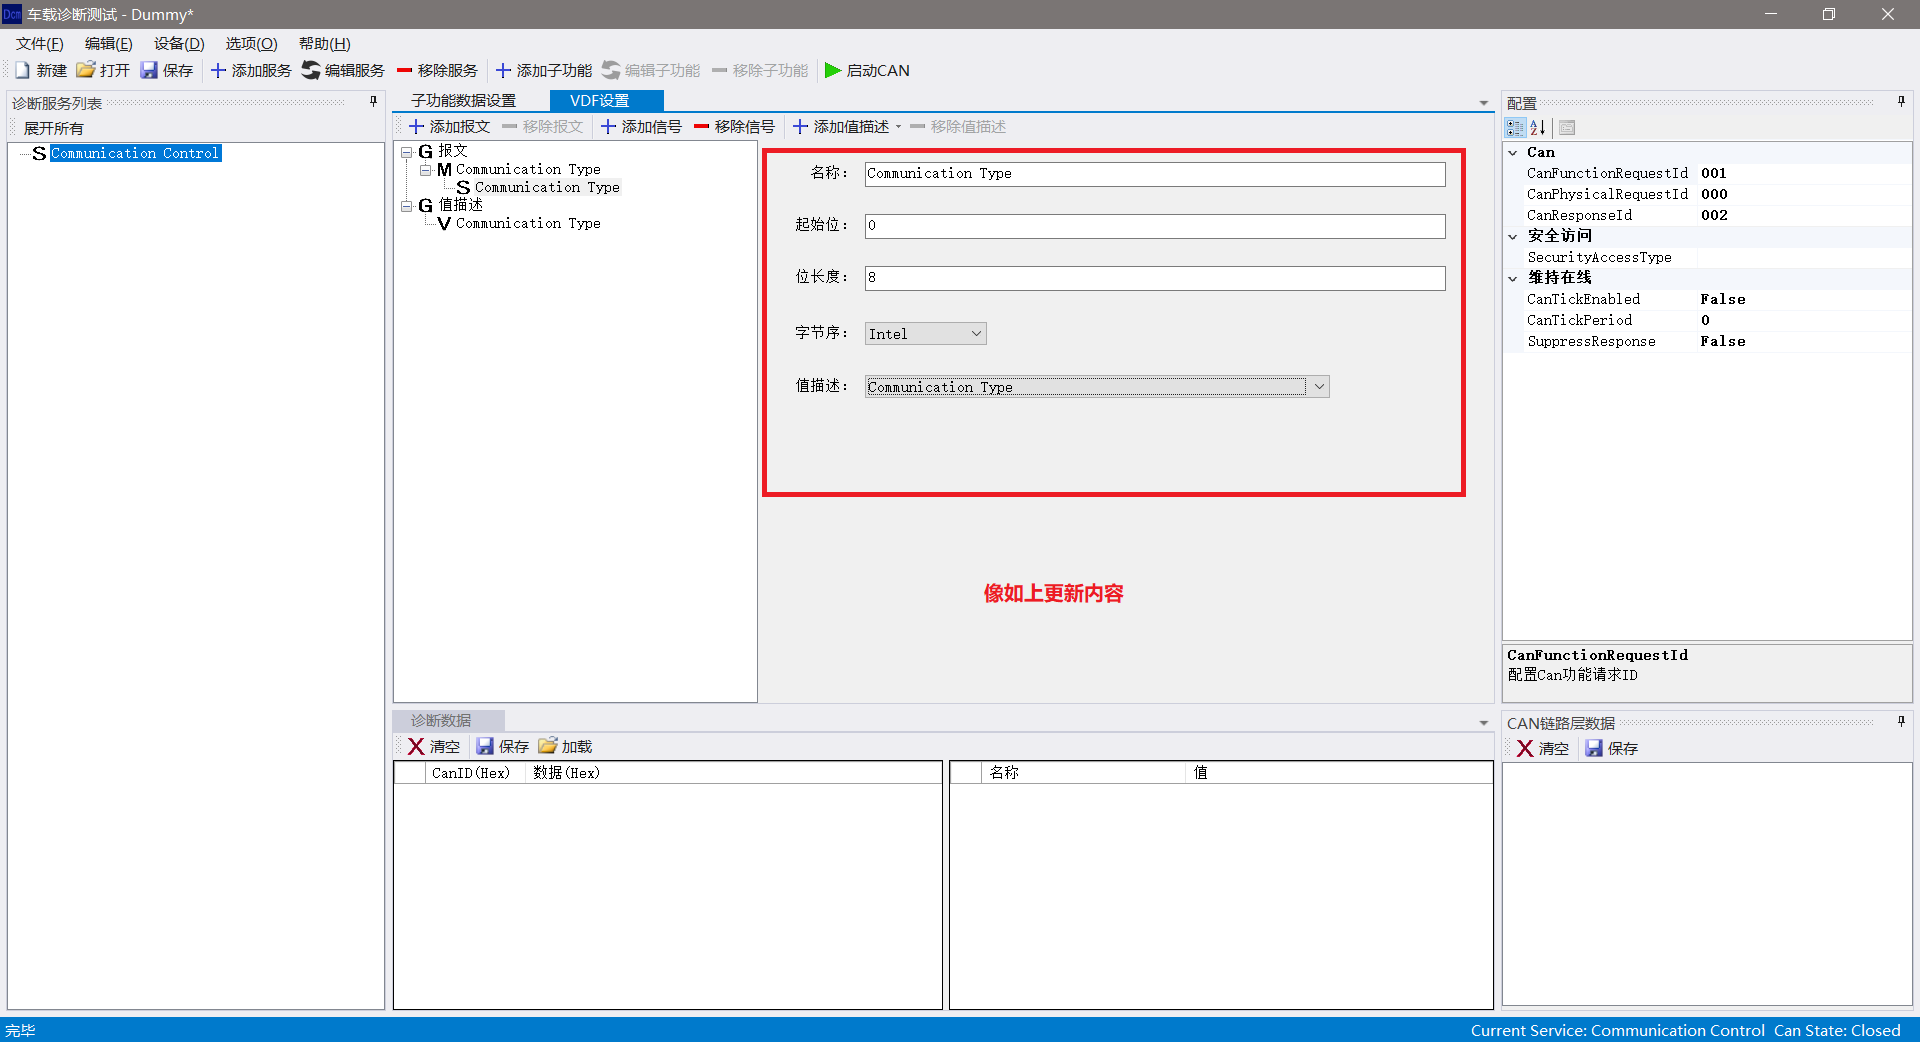 Dcm 车载诊断测试 - Dummy*
文件(F) 编辑(E) 设备(D) 选项(O) 帮助(H)
新建 打开 保存 添加服务 编辑服务 移除服务 添加子功能 编辑子功能 移除子功能 启动CAN
诊断服务列表
展开所有
S Communication Control
子功能数据设置 VDF设置
添加报文 移除报文 添加信号 移除信号 添加值描述 移除值描述
G 报文
M Communication Type
S Communication Type
G 值描述
V Communication Type
名称： Communication Type
起始位： 0
位长度： 8
字节序： Intel
值描述： Communication Type
像如上更新内容
配置
Can
CanFunctionRequestId 001
CanPhysicalRequestId 000
CanResponseId 002
安全访问
SecurityAccessType
维持在线
CanTickEnabled False
CanTickPeriod 0
SuppressResponse False
CanFunctionRequestId
配置Can功能请求ID
诊断数据
清空 保存 加载
CanID(Hex) 数据(Hex)
名称 值
CAN链路层数据
清空 保存
完毕
Current Service: Communication Control Can State: Closed